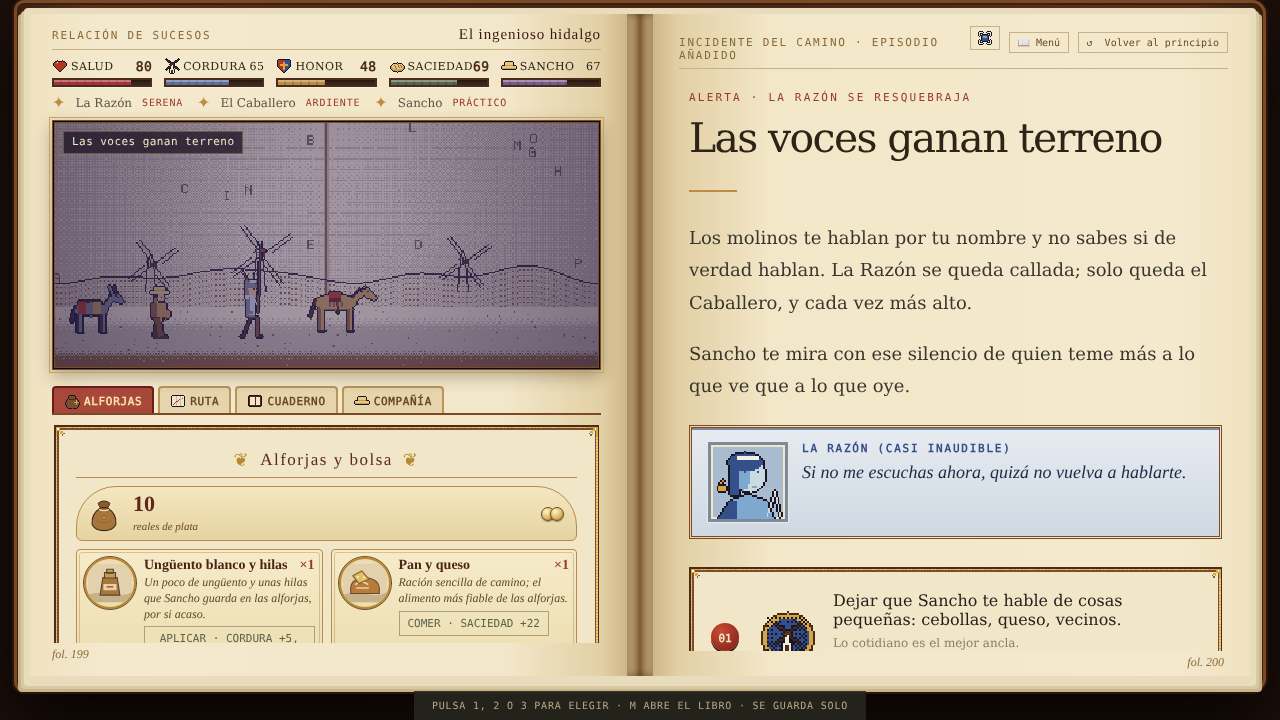 RELACIÓN DE SUCESOS
El ingenioso hidalgo
SALUD 80
CORDURA 65
HONOR 48
SACIEDAD 69
SANCHO 67
La Razón SERENA
El Caballero ARDIENTE
Sancho PRÁCTICO
Las voces ganan terreno
B
L
M
O
G
H
C
I
N
E
D
P
ALFORJAS
RUTA
CUADERNO
COMPAÑÍA
Alforjas y bolsa
10
reales de plata
Ungüento blanco y hilas ×1
Un poco de ungüento y unas hilas
que Sancho guarda en las alforjas,
por si acaso.
APLICAR · CORDURA +5,
Pan y queso ×1
Ración sencilla de camino; el
alimento más fiable de las alforjas.
COMER · SACIEDAD +22
fol. 199
INCIDENTE DEL CAMINO · EPISODIO
AÑADIDO
Menú
↺ Volver al principio
ALERTA · LA RAZÓN SE RESQUEBRAJA
Las voces ganan terreno
Los molinos te hablan por tu nombre y no sabes si de
verdad hablan. La Razón se queda callada; solo queda el
Caballero, y cada vez más alto.
Sancho te mira con ese silencio de quien teme más a lo
que ve que a lo que oye.
LA RAZÓN (CASI INAUDIBLE)
Si no me escuchas ahora, quizá no vuelva a hablarte.
01
Dejar que Sancho te hable de cosas
pequeñas: cebollas, queso, vecinos.
Lo cotidiano es el mejor ancla.
fol. 200
PULSA 1, 2 O 3 PARA ELEGIR · M ABRE EL LIBRO · SE GUARDA SOLO